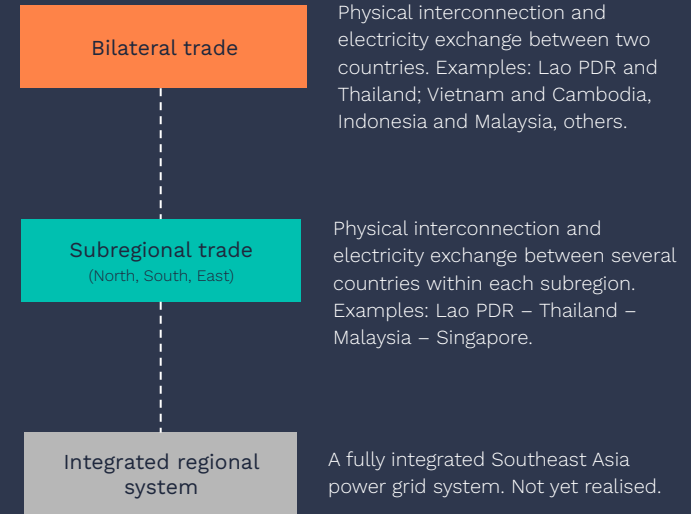 Bilateral trade
Physical interconnection and
electricity exchange between two
countries. Examples: Lao PDR and
Thailand; Vietnam and Cambodia,
Indonesia and Malaysia, others.
Subregional trade
(North, South, East)
Physical interconnection and
electricity exchange between several
countries within each subregion.
Examples: Lao PDR – Thailand –
Malaysia – Singapore.
Integrated regional
system
A fully integrated Southeast Asia
power grid system. Not yet realised.